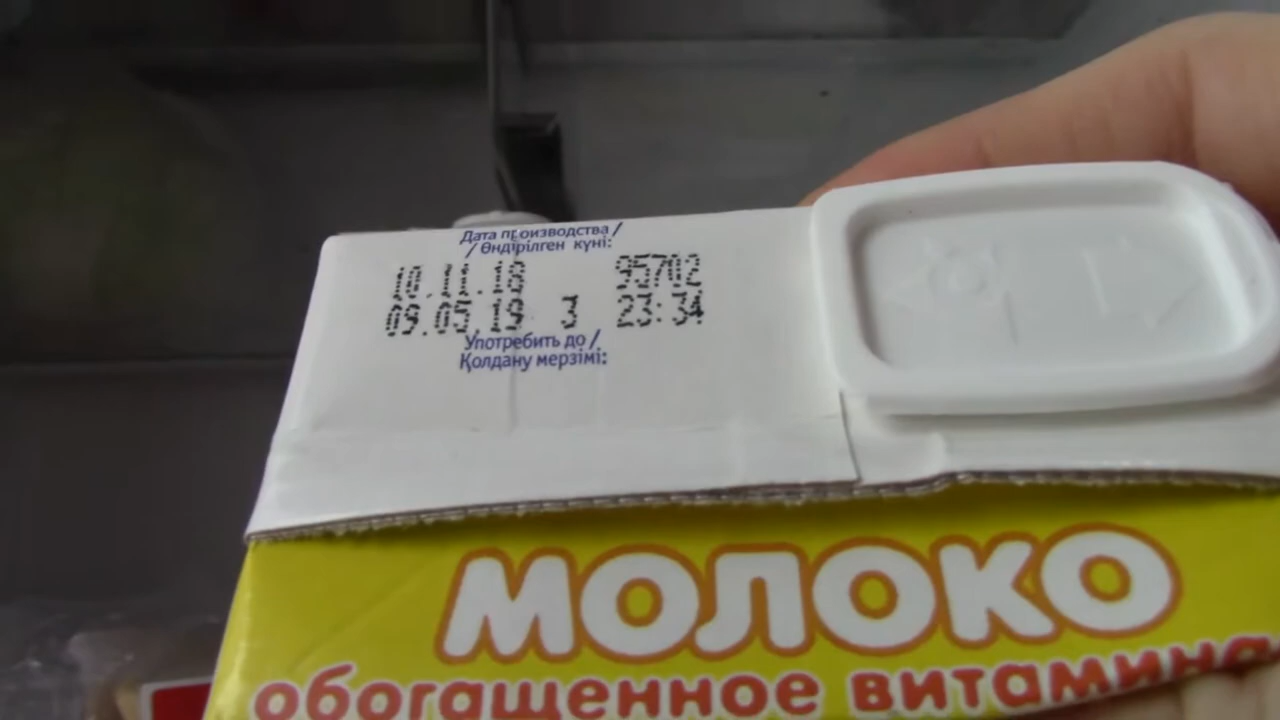 Дата производства /
/ Өндірілген күні:
10.11.18 95702
09.05.19 3 23:34
Употребить до /
Қолдану мерзімі:
МОЛОКО
обогащенное витамина